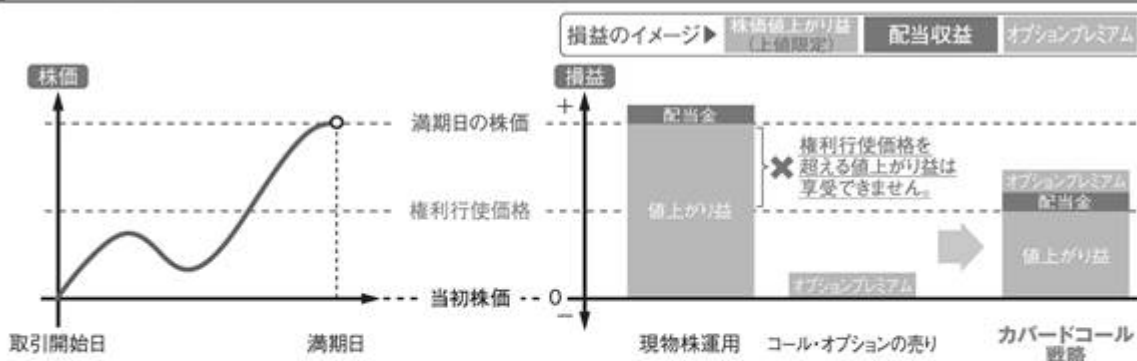 損益のイメージ▶
株価値上がり益
(上値限定)
配当収益
オプションプレミアム
株価
損益
+
満期日の株価
権利行使価格
当初株価
0
−
取引開始日
満期日
配当金
値上がり益
権利行使価格を
超える値上がり益は
享受できません。
オプションプレミアム
オプションプレミアム
配当金
値上がり益
現物株運用
コール・オプションの売り
カバードコール
戦略